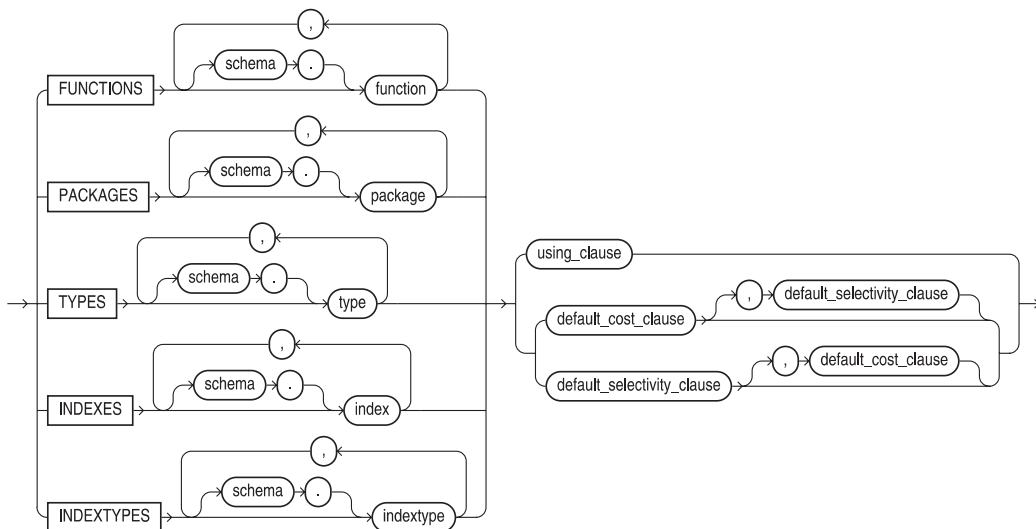 ,
schema .
FUNCTIONS function
,
schema .
PACKAGES package
,
using_clause
schema .
, default_selectivity_clause
TYPES type
default_cost_clause
,
, default_cost_clause
schema .
default_selectivity_clause
INDEXES index
,
schema .
INDEXTYPES indextype